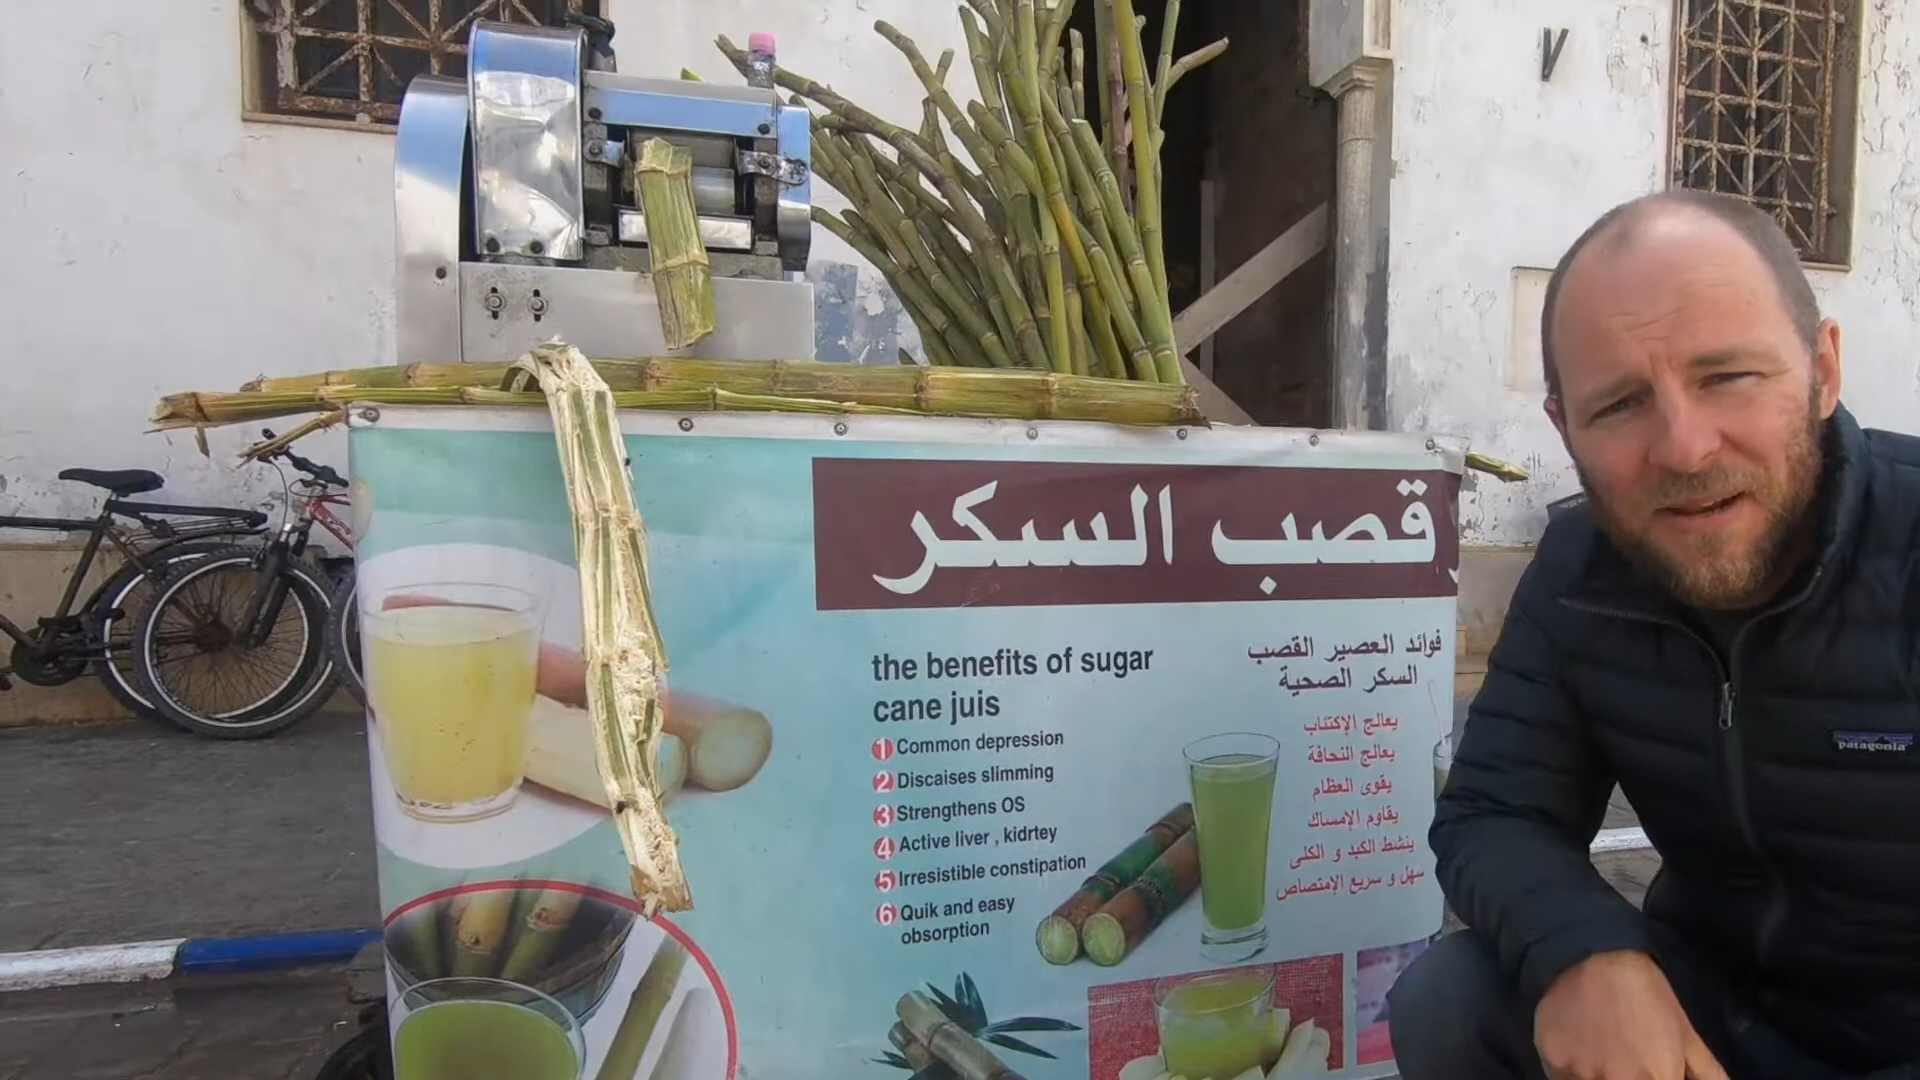 قصب السكر
the benefits of sugar
cane juis
1 Common depression
2 Discaises slimming
3 Strengthens OS
4 Active liver , kidrtey
5 Irresistible constipation
6 Quik and easy
obsorption
فوائد العصير القصب
السكر الصحية
يعالج الإكتئاب
يعالج النحافة
يقوى العظام
يقاوم الإمساك
ينشط الكبد و الكلى
سهل و سريع الإمتصاص
patagonia
V